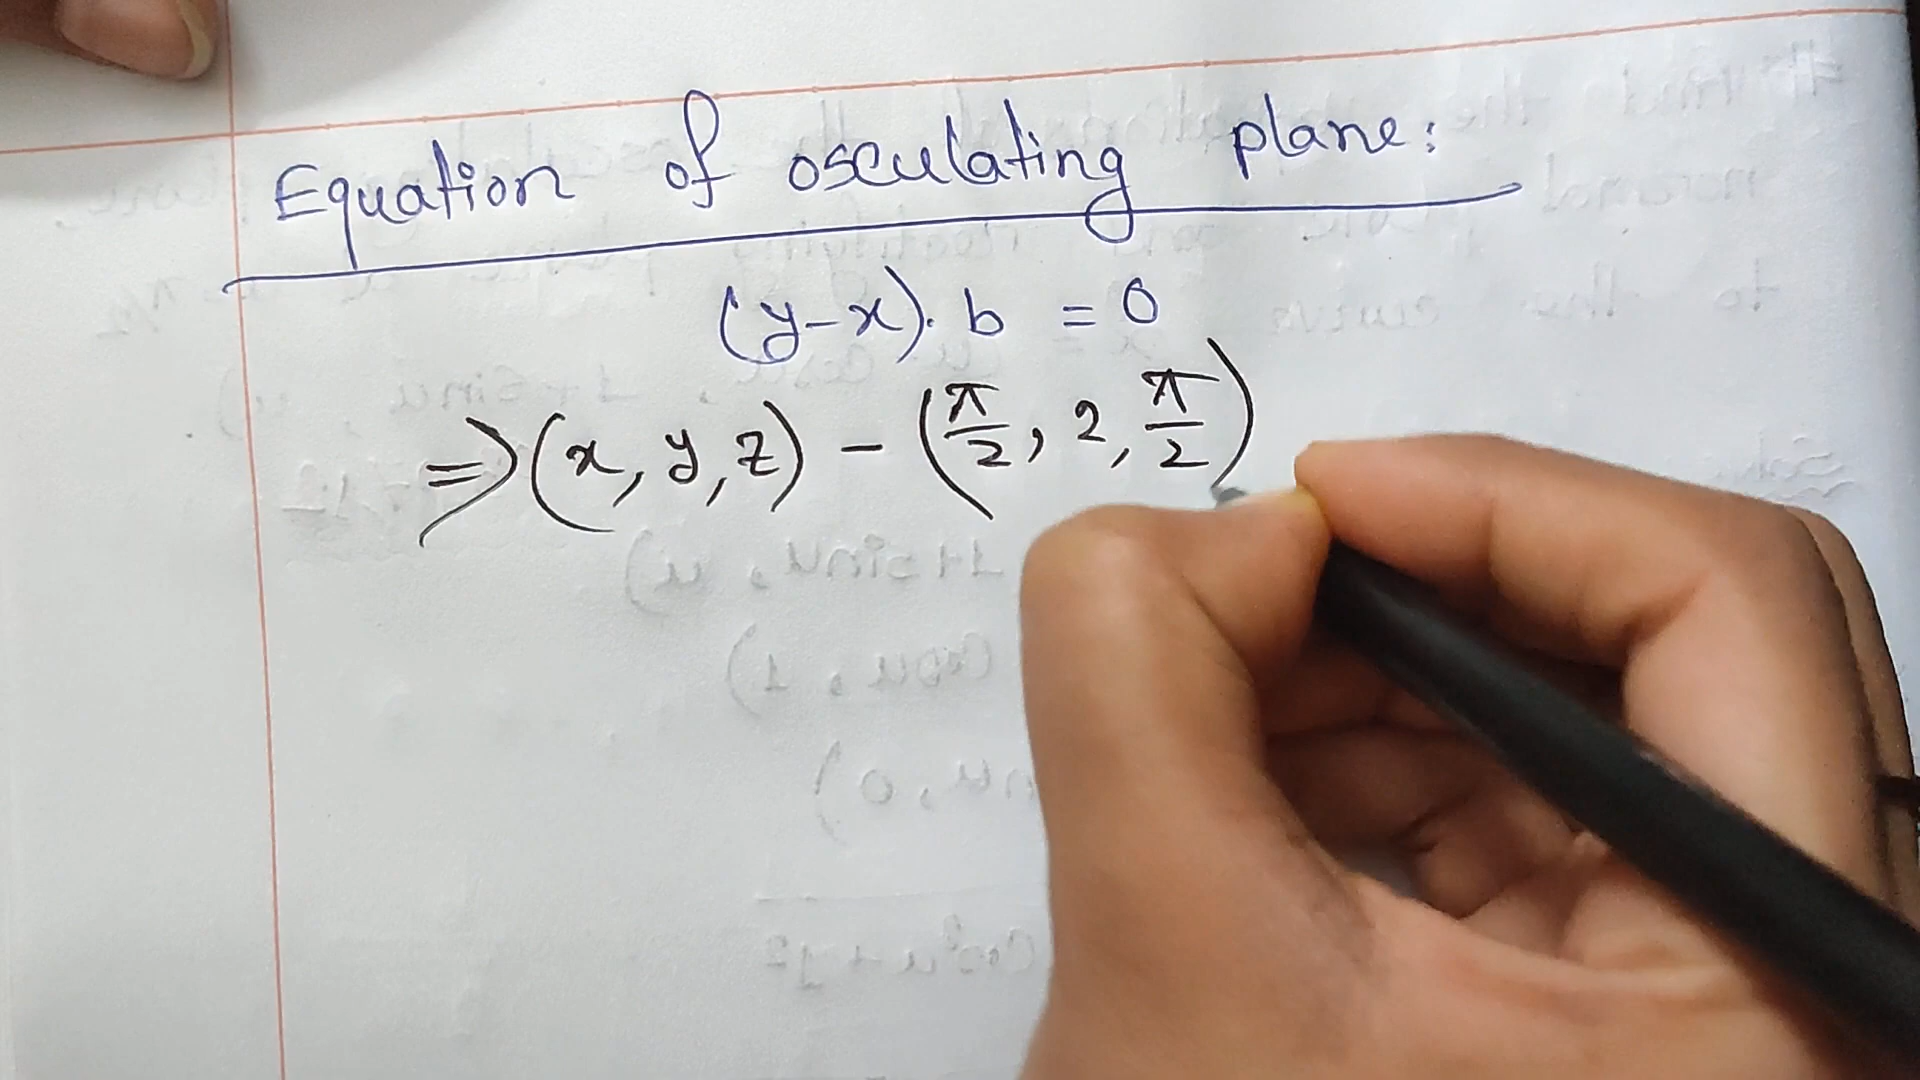 Equation of osculating plane:
(y-x). b = 0
⇒ (x, y, z) - (π/2, 2, π/2)